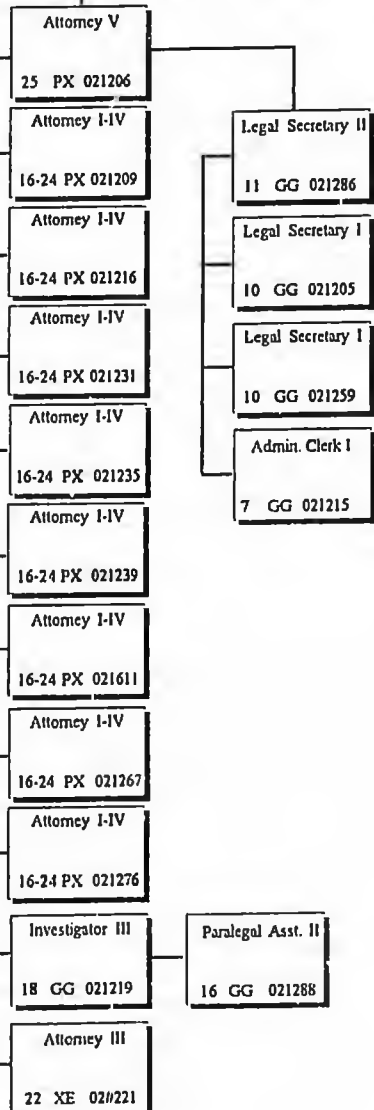 Attorney V
25 PX 021206
Attorney I-IV
16-24 PX 021209
Attorney I-IV
16-24 PX 021216
Attorney I-IV
16-24 PX 021231
Attorney I-IV
16-24 PX 021235
Attorney I-IV
16-24 PX 021239
Attorney I-IV
16-24 PX 021611
Attorney I-IV
16-24 PX 021267
Attorney I-IV
16-24 PX 021276
Investigator III
18 GG 021219
Attorney III
22 XE 02#221
Legal Secretary II
11 GG 021286
Legal Secretary I
10 GG 021205
Legal Secretary I
10 GG 021259
Admin. Clerk I
7 GG 021215
Paralegal Asst. II
16 GG 021288